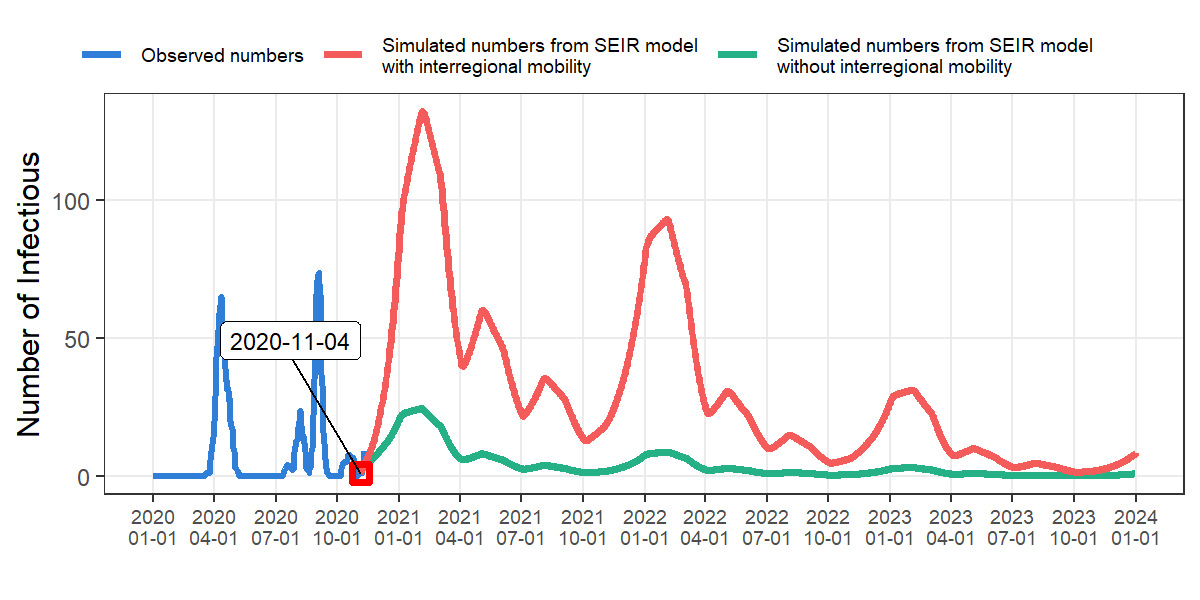 Observed numbers
Simulated numbers from SEIR model
with interregional mobility
Simulated numbers from SEIR model
without interregional mobility
Number of Infectious
100
50
0
2020-11-04
2020 2020 2020 2020 2021 2021 2021 2021 2022 2022 2022 2022 2023 2023 2023 2023 2024
01-01 04-01 07-01 10-01 01-01 04-01 07-01 10-01 01-01 04-01 07-01 10-01 01-01 04-01 07-01 10-01 01-01